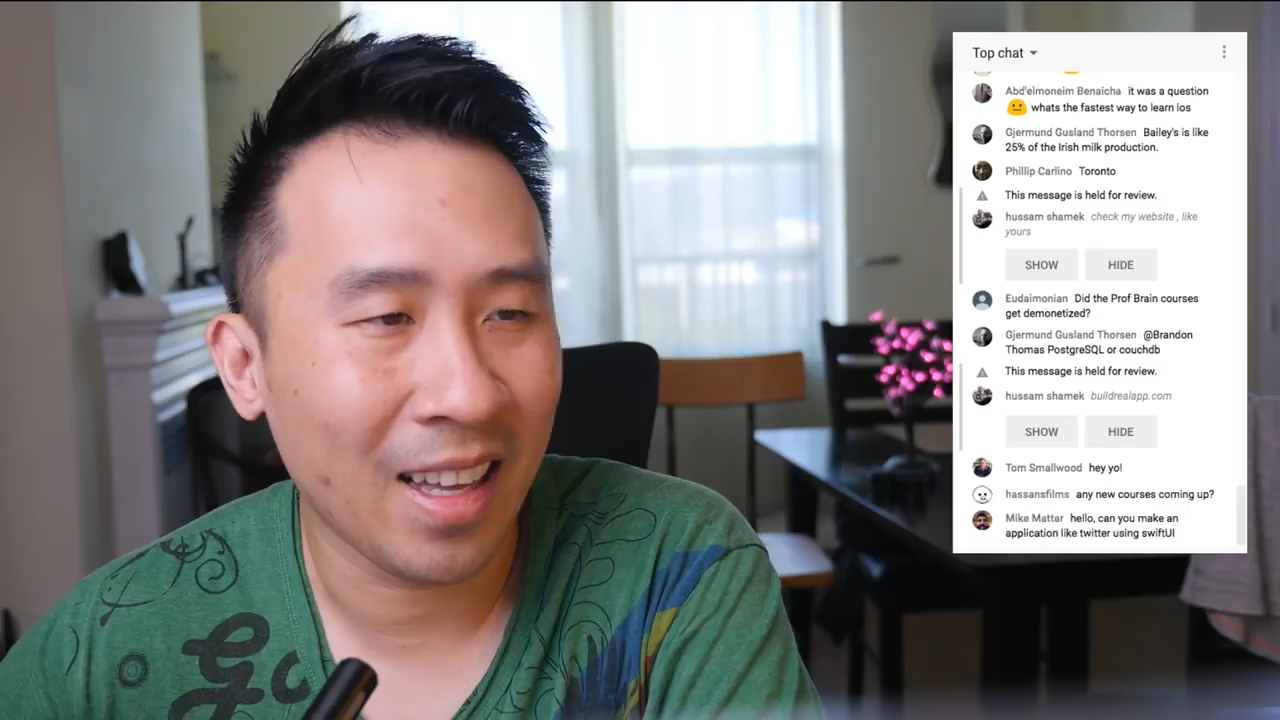 Top chat
Abd'elmoneim Benaicha it was a question
whats the fastest way to learn ios
Gjermund Gusland Thorsen Bailey's is like
25% of the Irish milk production.
Phillip Carlino Toronto
This message is held for review.
hussam shamek check my website , like
yours
SHOW HIDE
Eudaimonian Did the Prof Brain courses
get demonetized?
Gjermund Gusland Thorsen @Brandon
Thomas PostgreSQL or couchdb
This message is held for review.
hussam shamek buildrealapp.com
SHOW HIDE
Tom Smallwood hey yo!
hassansfilms any new courses coming up?
Mike Mattar hello, can you make an
application like twitter using swiftUI
Go